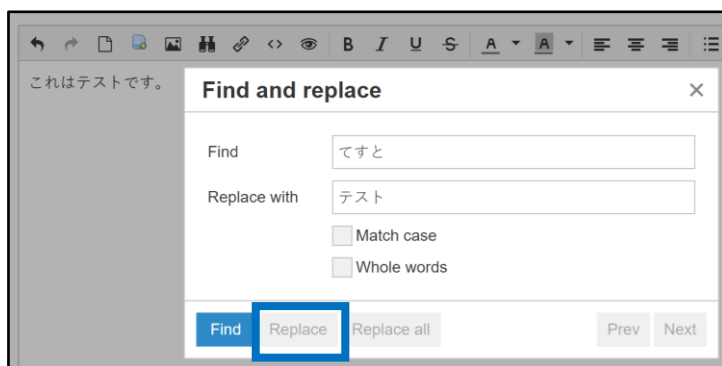 B I U S A A
これはテストです。
Find and replace
Find てすと
Replace with テスト
Match case
Whole words
Find Replace Replace all Prev Next